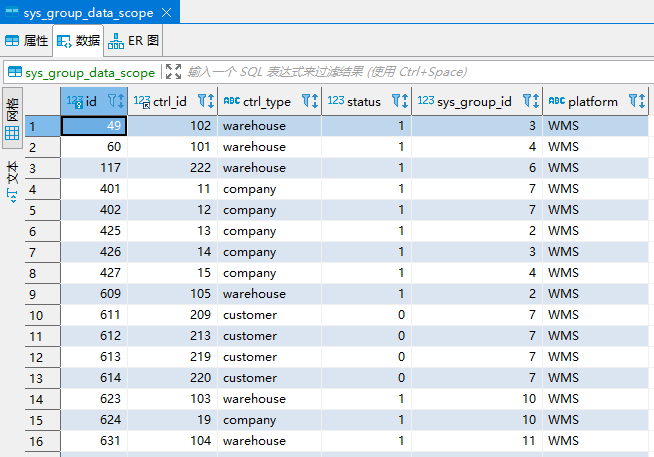 sys_group_data_scope
属性 数据 ER 图
sys_group_data_scope 输入一个 SQL 表达式来过滤结果 (使用 Ctrl+Space)
网格
文本
123 id 123 ctrl_id ABC ctrl_type 123 status 123 sys_group_id ABC platform
1 49 102 warehouse 1 3 WMS
2 60 101 warehouse 1 4 WMS
3 117 222 warehouse 1 6 WMS
4 401 11 company 1 7 WMS
5 402 12 company 1 7 WMS
6 425 13 company 1 2 WMS
7 426 14 company 1 3 WMS
8 427 15 company 1 4 WMS
9 609 105 warehouse 1 2 WMS
10 611 209 customer 0 7 WMS
11 612 213 customer 0 7 WMS
12 613 219 customer 0 7 WMS
13 614 220 customer 0 7 WMS
14 623 103 warehouse 1 10 WMS
15 624 19 company 1 10 WMS
16 631 104 warehouse 1 11 WMS